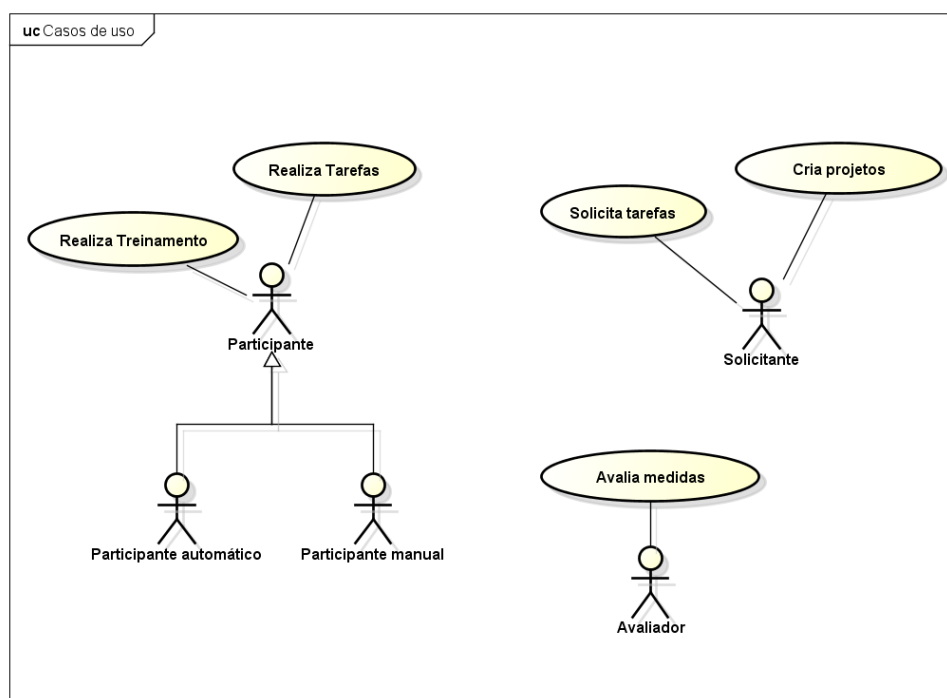 uc Casos de uso
Realiza Tarefas
Cria projetos
Solicita tarefas
Realiza Treinamento
Participante
Solicitante
Avalia medidas
Participante automático
Participante manual
Avaliador